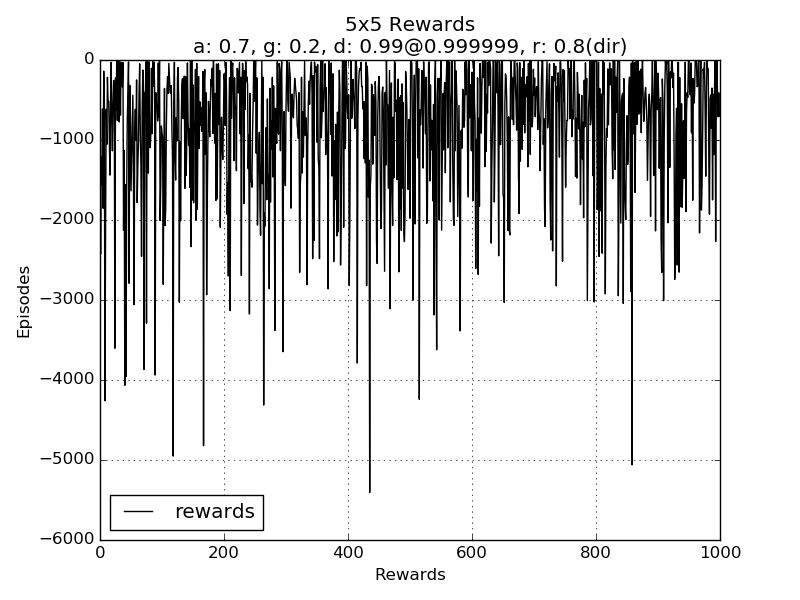 5x5 Rewards
a: 0.7, g: 0.2, d: 0.99@0.999999, r: 0.8(dir)
0
−1000
−2000
−3000
−4000
−5000
−6000
Episodes
rewards
0 200 400 600 800 1000
Rewards